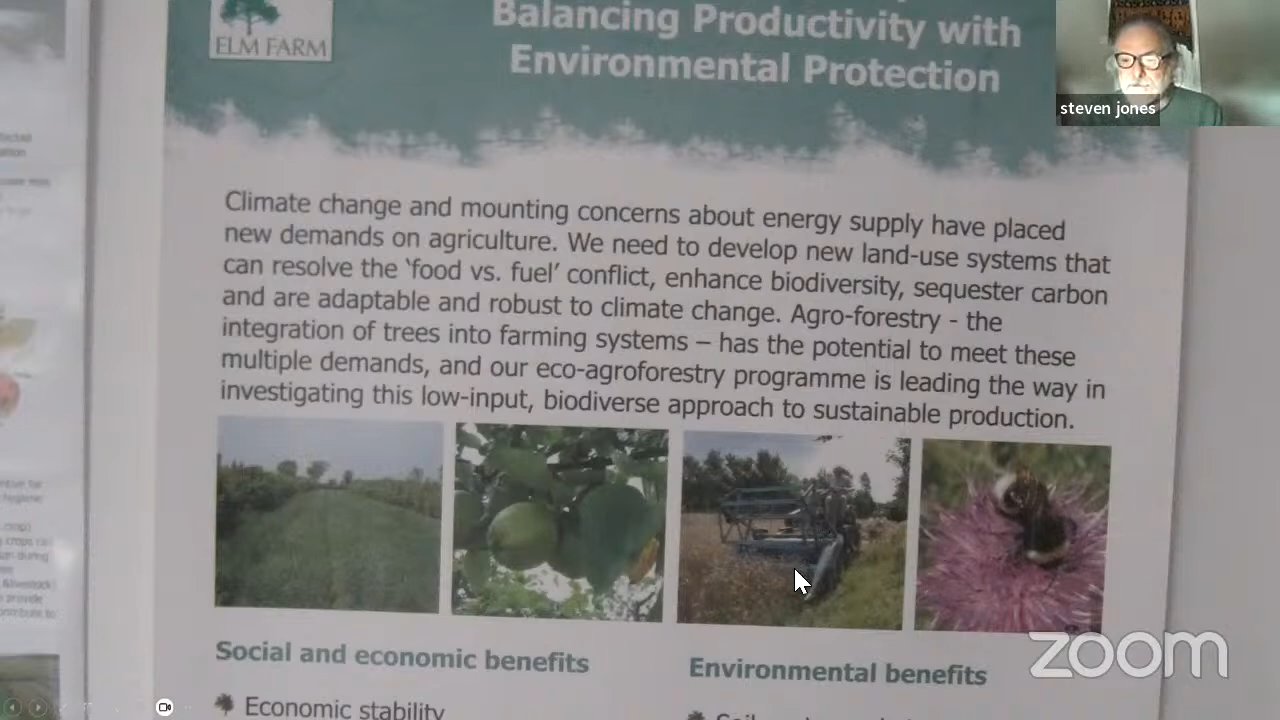 ELM FARM
Balancing Productivity with
Environmental Protection
steven jones
Climate change and mounting concerns about energy supply have placed
new demands on agriculture. We need to develop new land-use systems that
can resolve the ‘food vs. fuel’ conflict, enhance biodiversity, sequester carbon
and are adaptable and robust to climate change. Agro-forestry - the
integration of trees into farming systems – has the potential to meet these
multiple demands, and our eco-agroforestry programme is leading the way in
investigating this low-input, biodiverse approach to sustainable production.
Social and economic benefits
Environmental benefits
Economic stability
zoom